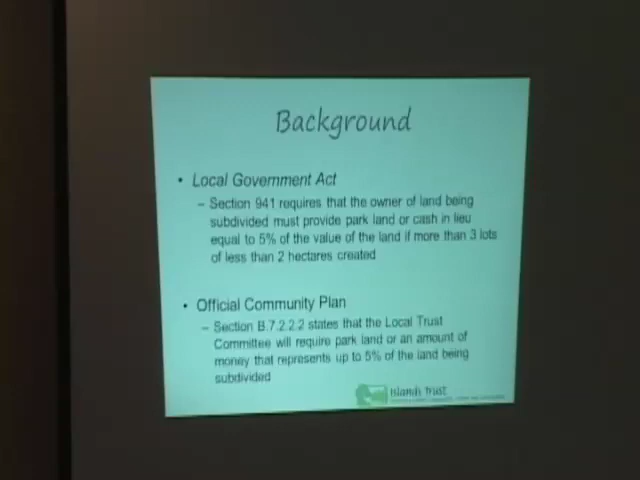 Background
• Local Government Act
– Section 941 requires that the owner of land being
subdivided must provide park land or cash in lieu
equal to 5% of the value of the land if more than 3 lots
of less than 2 hectares created
• Official Community Plan
– Section B.7.2.2.2 states that the Local Trust
Committee will require park land or an amount of
money that represents up to 5% of the land being
subdivided
Islands Trust